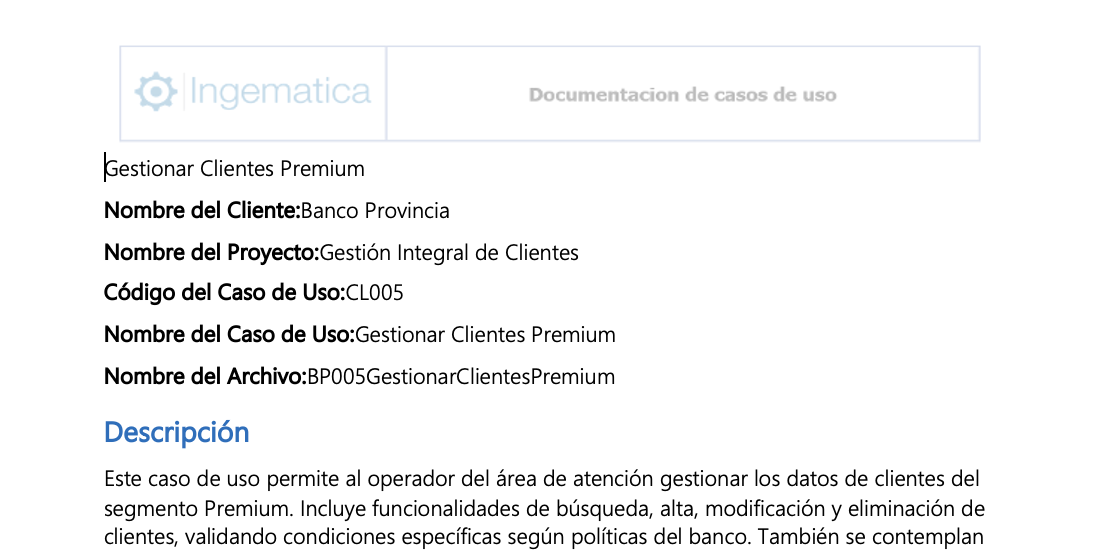 Ingematica
Documentacion de casos de uso
Gestionar Clientes Premium
Nombre del Cliente:Banco Provincia
Nombre del Proyecto:Gestión Integral de Clientes
Código del Caso de Uso:CL005
Nombre del Caso de Uso:Gestionar Clientes Premium
Nombre del Archivo:BP005GestionarClientesPremium
Descripción
Este caso de uso permite al operador del área de atención gestionar los datos de clientes del
segmento Premium. Incluye funcionalidades de búsqueda, alta, modificación y eliminación de
clientes, validando condiciones específicas según políticas del banco. También se contemplan